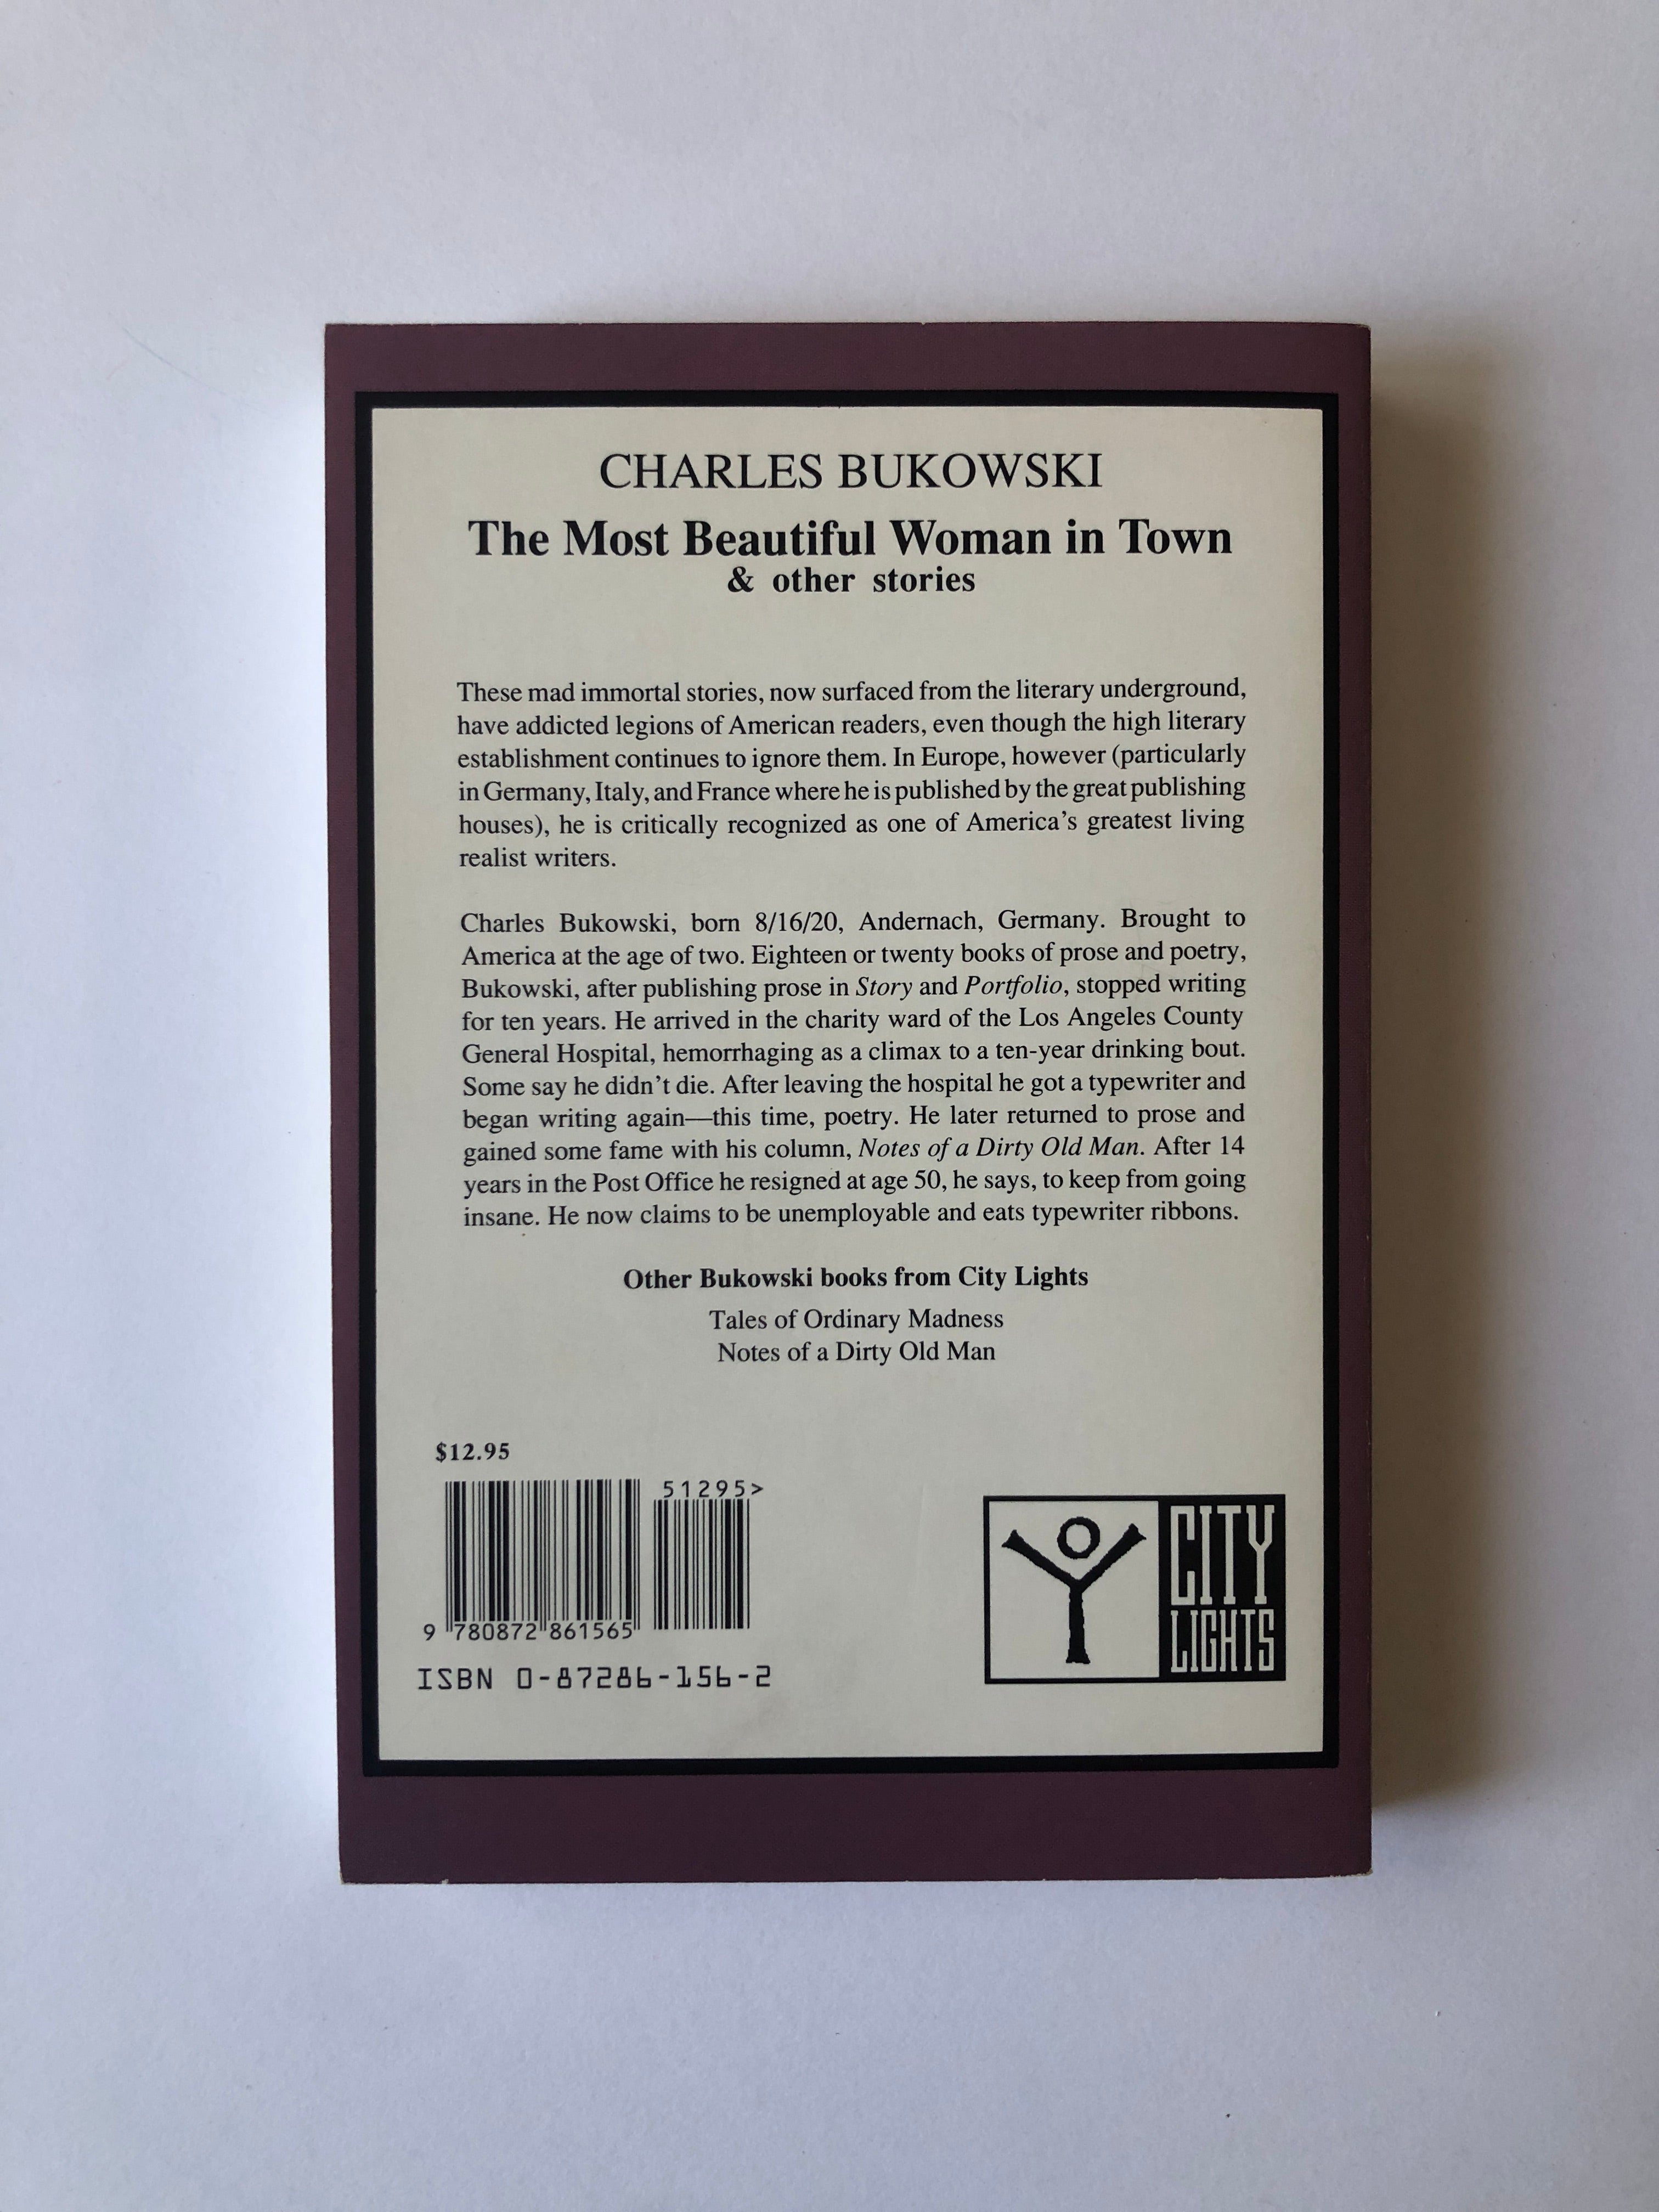 CHARLES BUKOWSKI
The Most Beautiful Woman in Town
& other stories
These mad immortal stories, now surfaced from the literary underground,
have addicted legions of American readers, even though the high literary
establishment continues to ignore them. In Europe, however (particularly
in Germany, Italy, and France where he is published by the great publishing
houses), he is critically recognized as one of America's greatest living
realist writers.
Charles Bukowski, born 8/16/20, Andernach, Germany. Brought to
America at the age of two. Eighteen or twenty books of prose and poetry,
Bukowski, after publishing prose in Story and Portfolio, stopped writing
for ten years. He arrived in the charity ward of the Los Angeles County
General Hospital, hemorrhaging as a climax to a ten-year drinking bout.
Some say he didn't die. After leaving the hospital he got a typewriter and
began writing again—this time, poetry. He later returned to prose and
gained some fame with his column, Notes of a Dirty Old Man. After 14
years in the Post Office he resigned at age 50, he says, to keep from going
insane. He now claims to be unemployable and eats typewriter ribbons.
Other Bukowski books from City Lights
Tales of Ordinary Madness
Notes of a Dirty Old Man
$12.95
51295>
9 780872 861565
ISBN 0-87286-156-2
CITY
LIGHTS